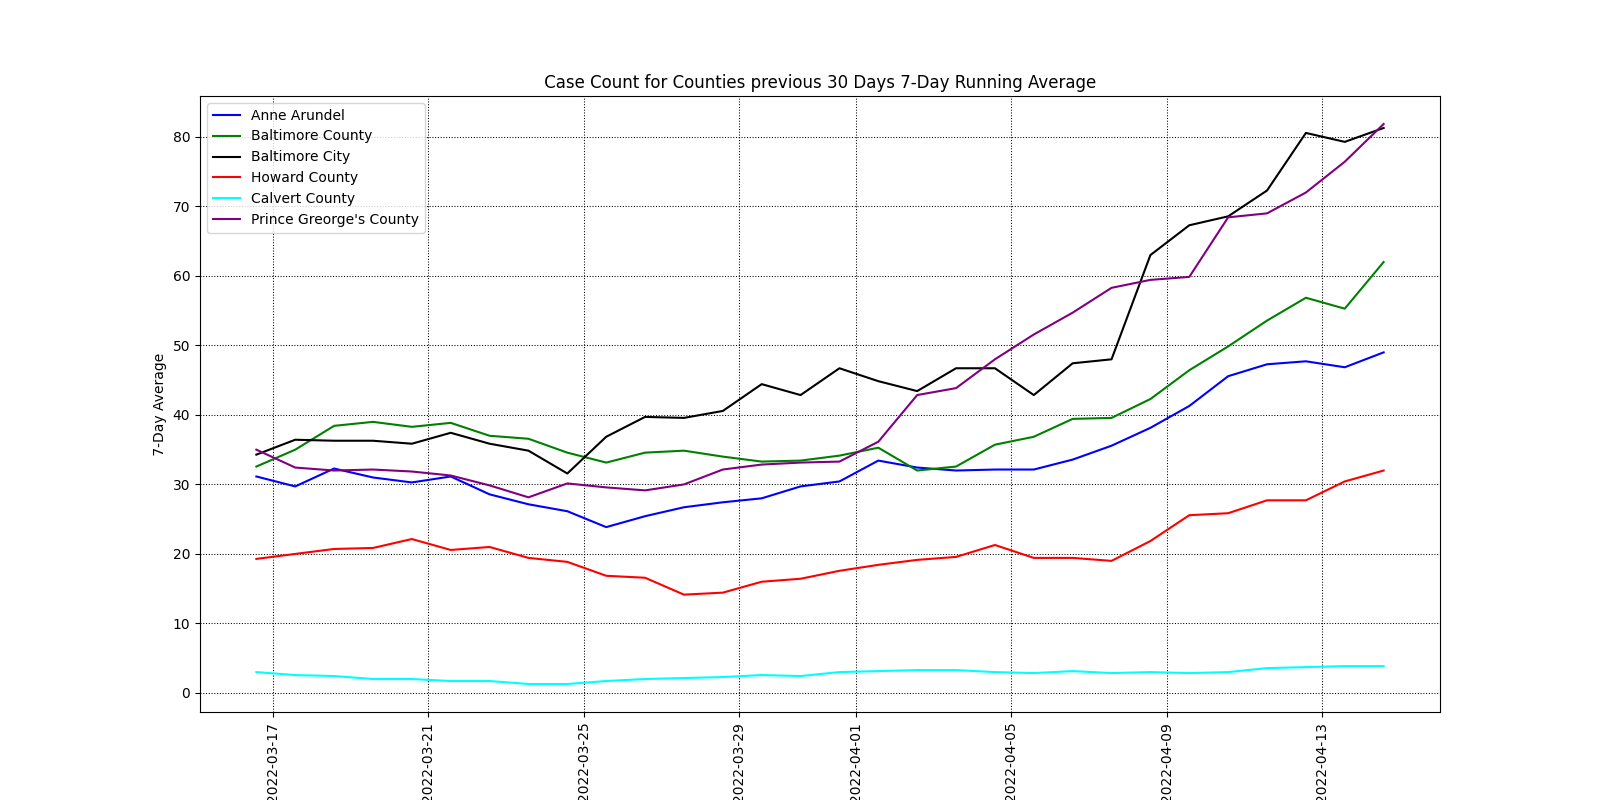 Case Count for Counties previous 30 Days 7-Day Running Average
Anne Arundel
Baltimore County
Baltimore City
Howard County
Calvert County
Prince Greorge's County
80
70
60
50
40
30
20
10
0
7-Day Average
2022-03-17
2022-03-21
2022-03-25
2022-03-29
2022-04-01
2022-04-05
2022-04-09
2022-04-13